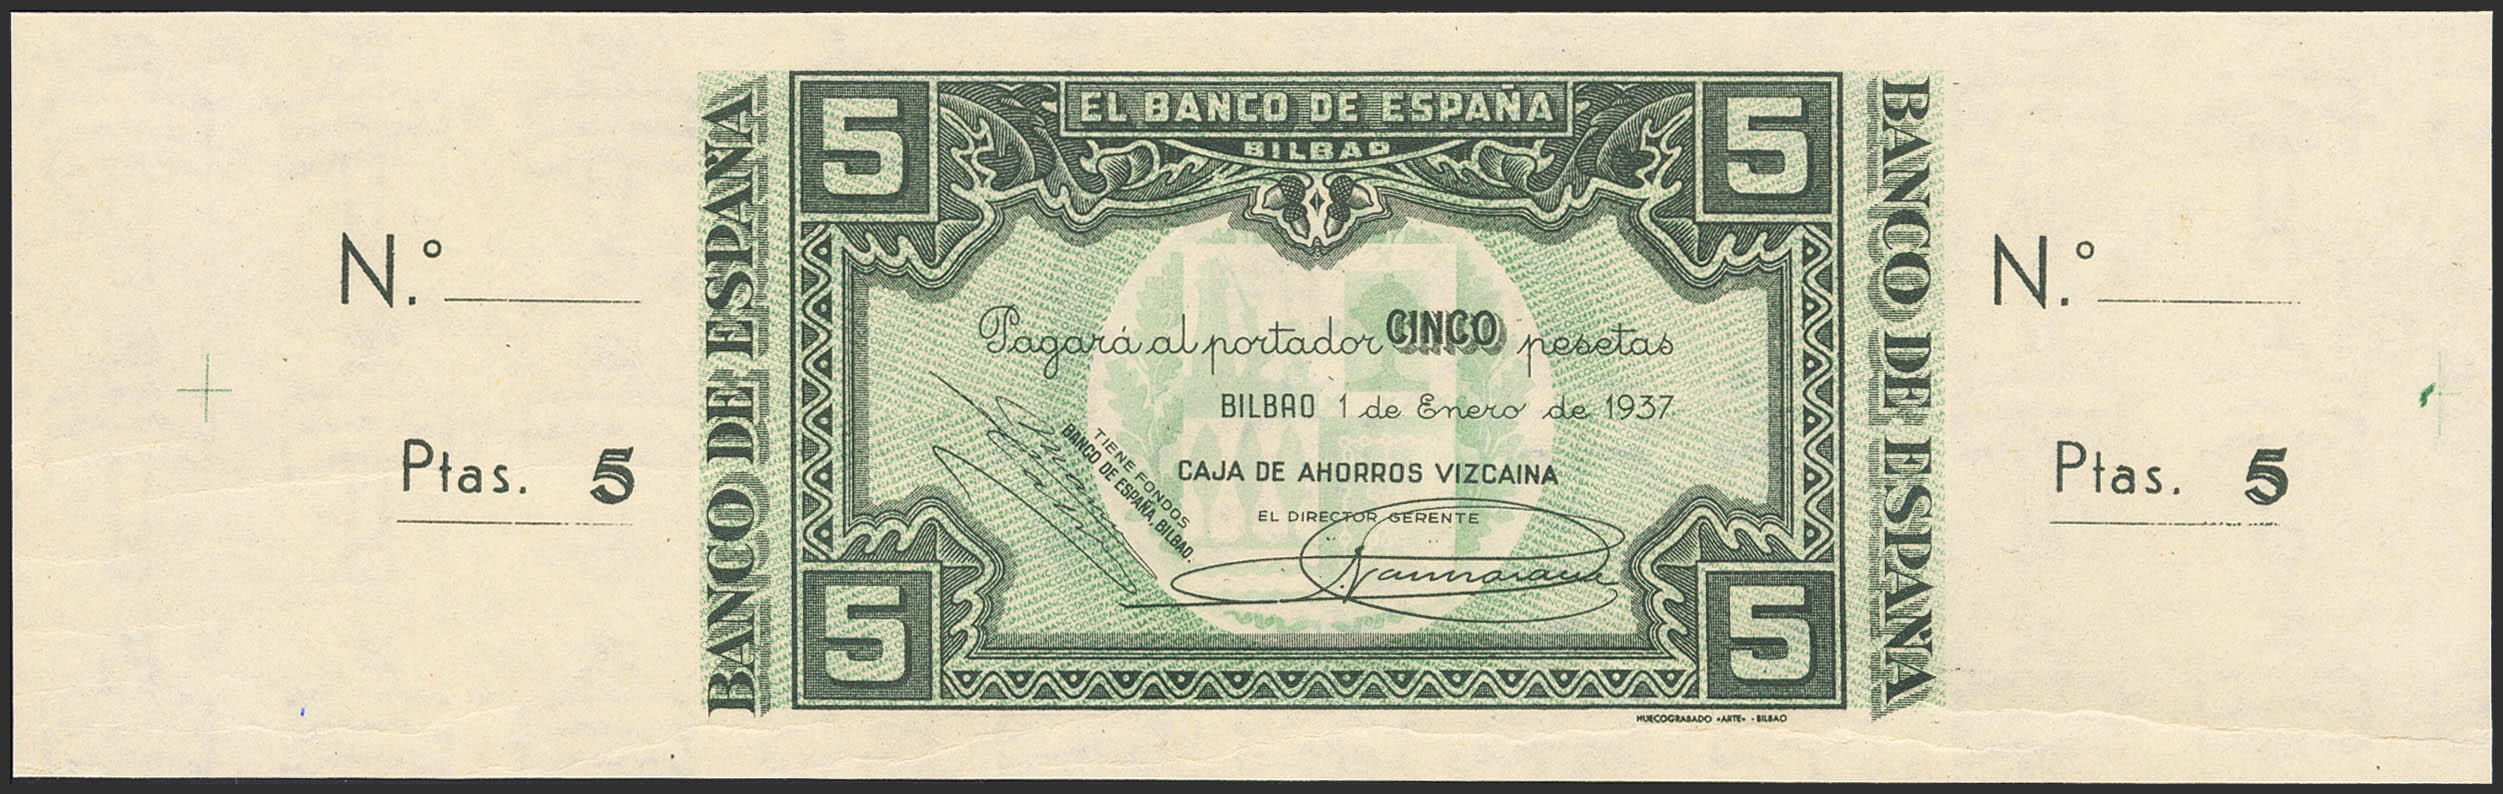 EL BANCO DE ESPAÑA
BILBAO
5
5
BANCO DE ESPAÑA
BANCO DE ESPAÑA
N.º
N.º
Pagará al portador CINCO pesetas
BILBAO 1 de Enero de 1937
TIENE FONDOS
BANCO DE ESPAÑA, BILBAO.
CAJA DE AHORROS VIZCAINA
EL DIRECTOR GERENTE
Ptas. 5
Ptas. 5
5
5
HUECOGRABADO «ARTE» - BILBAO